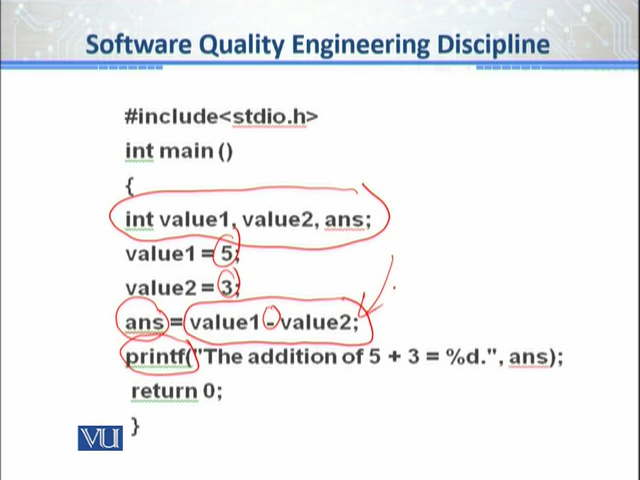 Software Quality Engineering Discipline
#include<stdio.h>
int main ()
{
int value1, value2, ans;
value1 = 5;
value2 = 3;
ans = value1 - value2;
printf("The addition of 5 + 3 = %d.", ans);
return 0;
}
VU